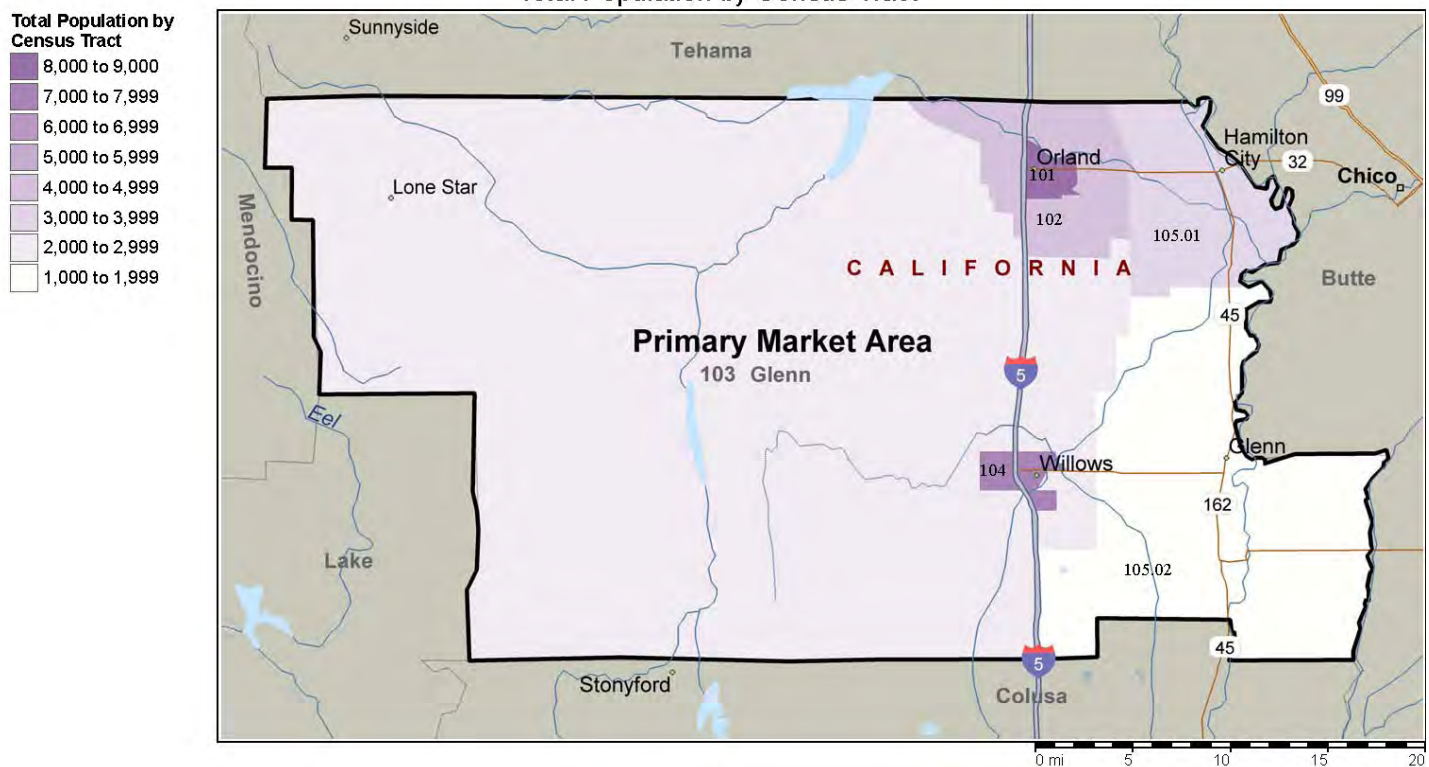 Total Population by Census Tract
Total Population by
Census Tract
8,000 to 9,000
7,000 to 7,999
6,000 to 6,999
5,000 to 5,999
4,000 to 4,999
3,000 to 3,999
2,000 to 2,999
1,000 to 1,999
Sunnyside
Tehama
99
Hamilton
City
32
Chico
Orland
101
Lone Star
Mendocino
102
105.01
CALIFORNIA
Butte
45
Primary Market Area
103 Glenn
5
Eel
Glenn
104
Willows
162
Lake
105.02
45
5
Stonyford
Colusa
0 mi 5 10 15 20